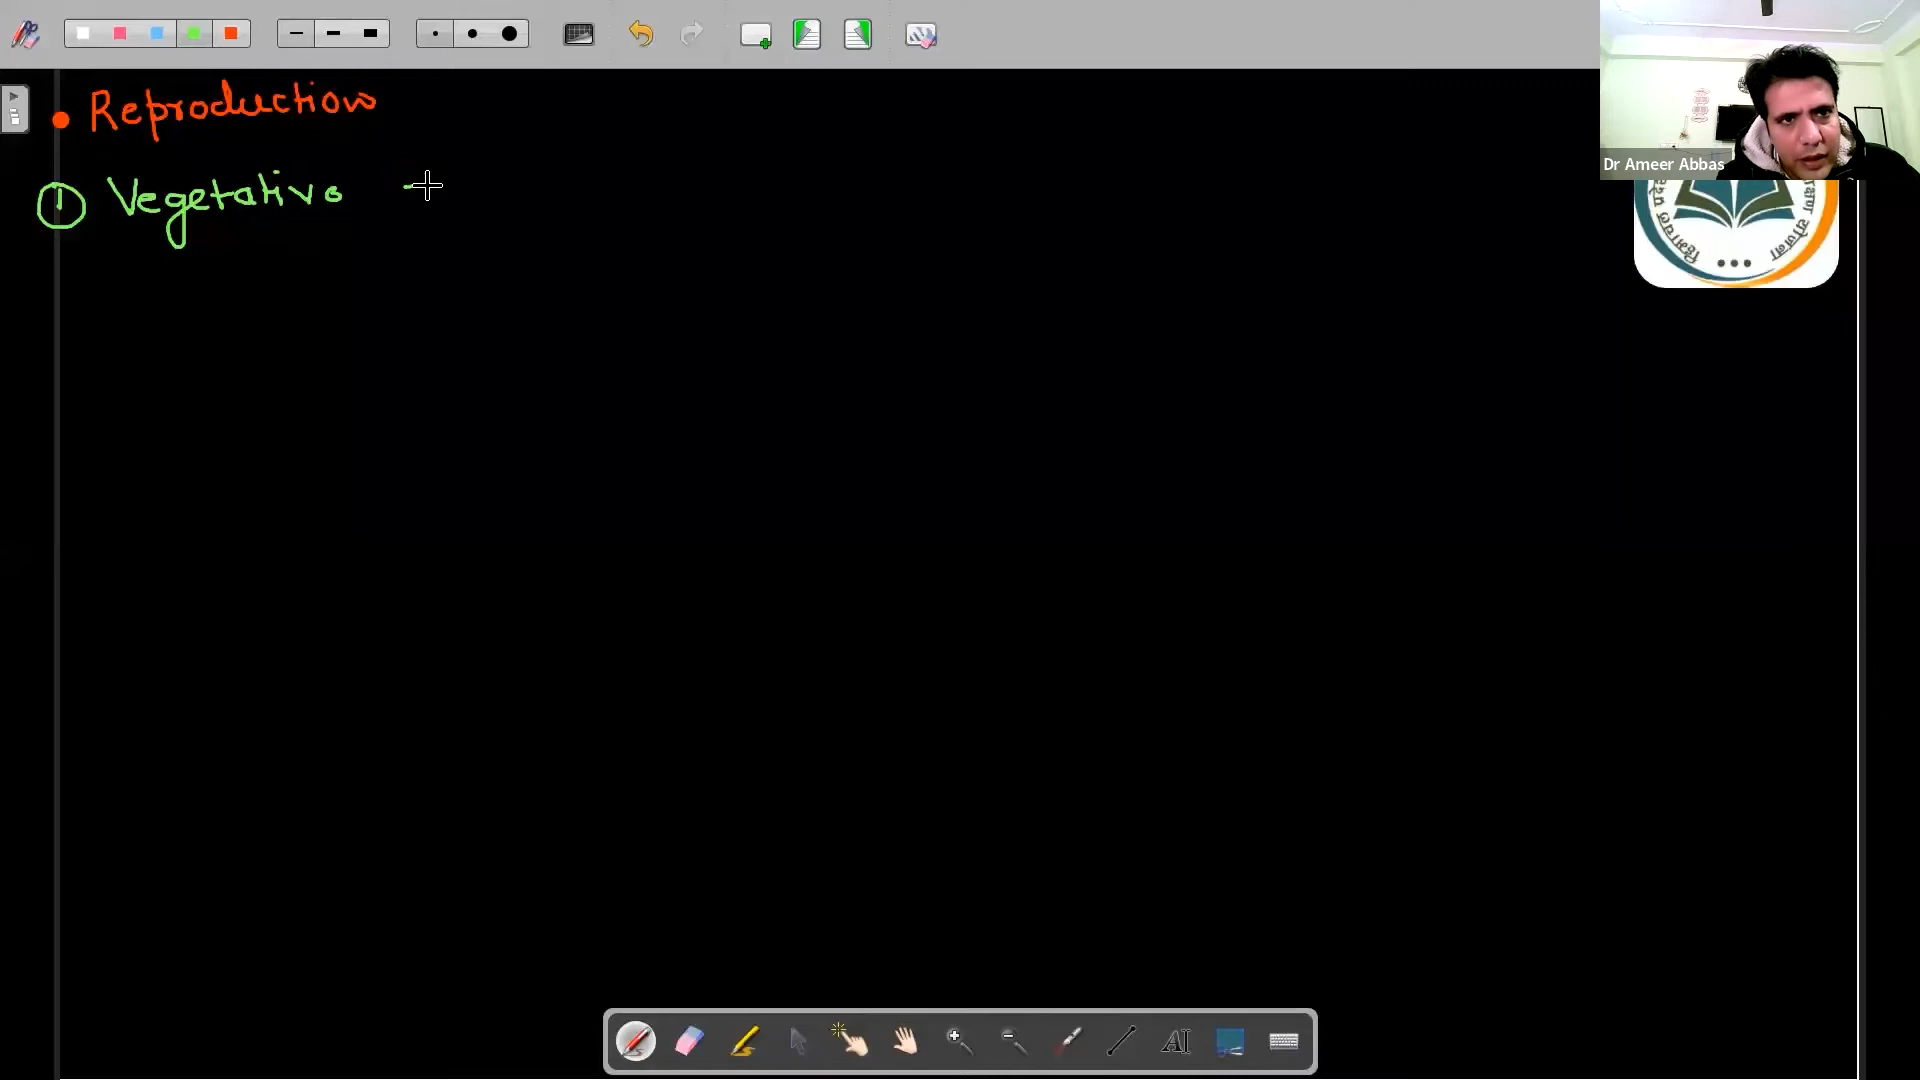 Reproduction
Dr Ameer Abbas
① Vegetative